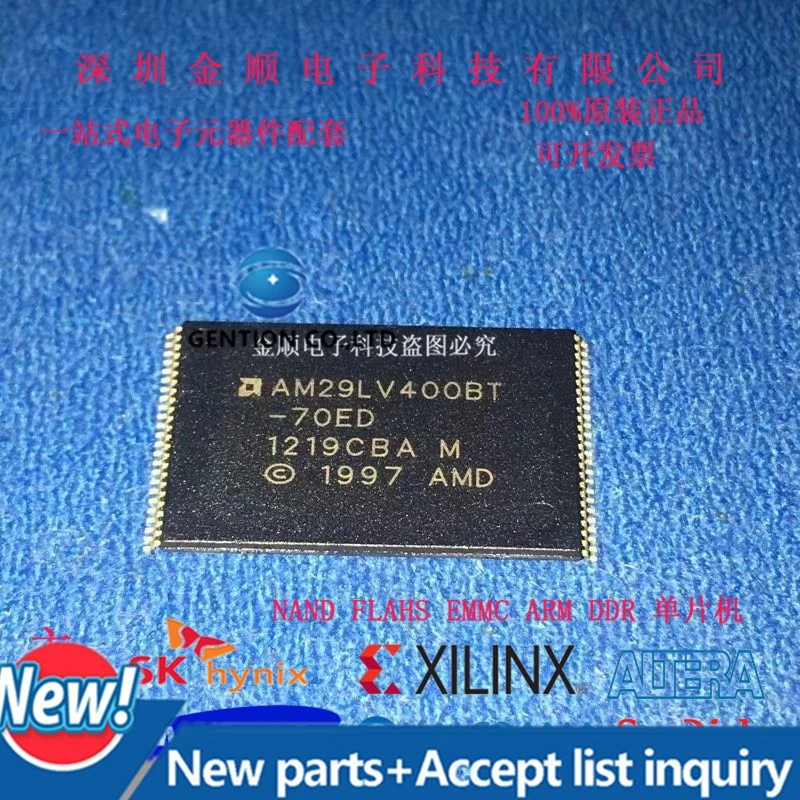 深圳金顺电子科技有限公司
一站式电子元器件配套
100%原装正品
可开发票
GENTION CO.,LTD
金顺电子科技盗图必究
AM29LV400BT
-70ED
1219CBA M
© 1997 AMD
NAND FLAHS EMMC ARM DDR 单片机
SK hynix
XILINX
ALTERA
New!
New parts+Accept list inquiry